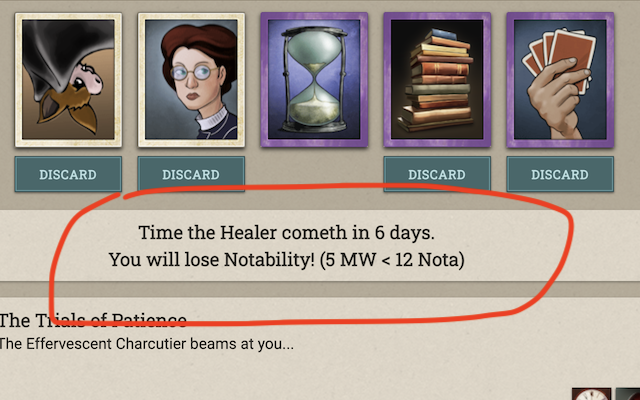 DISCARD
DISCARD
DISCARD
DISCARD
Time the Healer cometh in 6 days.
You will lose Notability! (5 MW < 12 Nota)
The Trials of Patience
The Effervescent Charcutier beams at you...